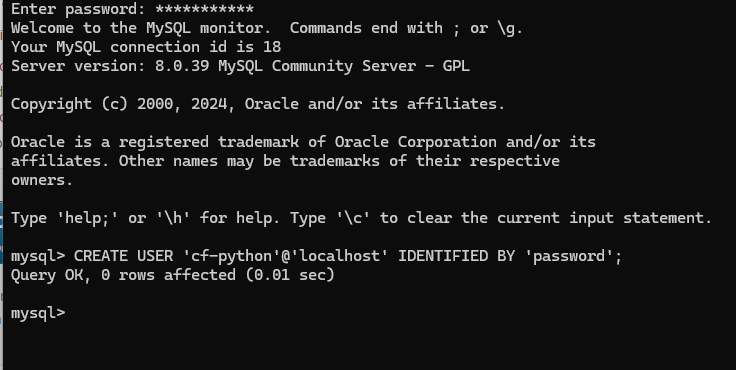 Enter password: ***********
Welcome to the MySQL monitor.  Commands end with ; or \g.
Your MySQL connection id is 18
Server version: 8.0.39 MySQL Community Server - GPL

Copyright (c) 2000, 2024, Oracle and/or its affiliates.

Oracle is a registered trademark of Oracle Corporation and/or its
affiliates. Other names may be trademarks of their respective
owners.

Type 'help;' or '\h' for help. Type '\c' to clear the current input statement.

mysql> CREATE USER 'cf-python'@'localhost' IDENTIFIED BY 'password';
Query OK, 0 rows affected (0.01 sec)

mysql>